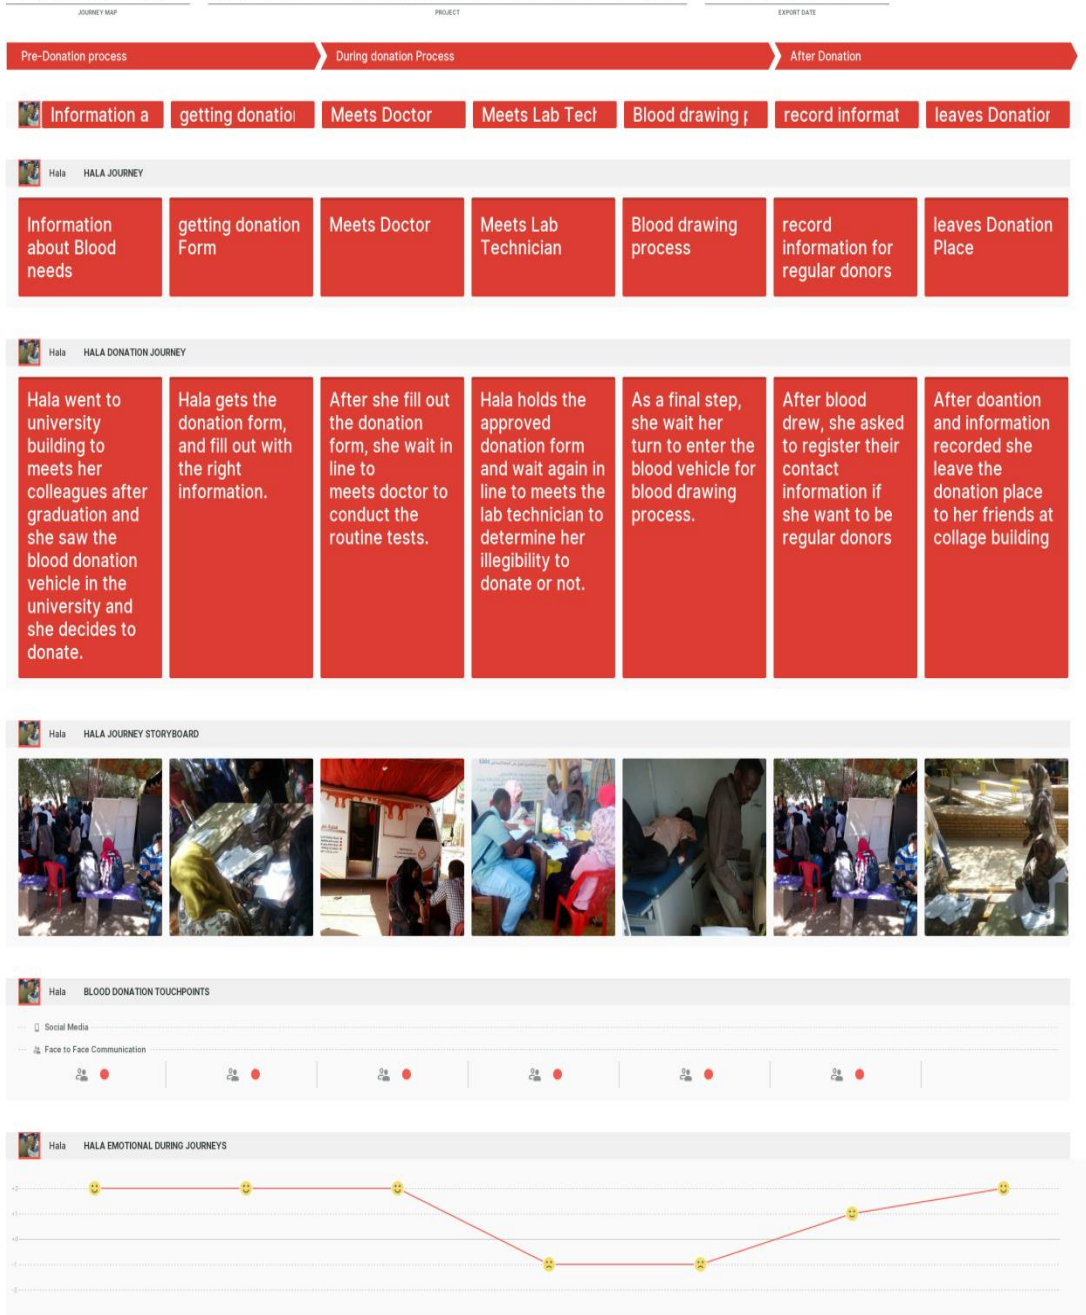 JOURNEY MAP
PROJECT
EXPORT DATE
Pre-Donation process
During donation Process
After Donation
Information a
getting donation
Meets Doctor
Meets Lab Tech
Blood drawing p
record informat
leaves Donation
Hala HALA JOURNEY
Information
about Blood
needs
getting donation
Form
Meets Doctor
Meets Lab
Technician
Blood drawing
process
record
information for
regular donors
leaves Donation
Place
Hala HALA DONATION JOURNEY
Hala went to
university
building to
meets her
colleagues after
graduation and
she saw the
blood donation
vehicle in the
university and
she decides to
donate.
Hala gets the
donation form,
and fill out with
the right
information.
After she fill out
the donation
form, she wait in
line to
meets doctor to
conduct the
routine tests.
Hala holds the
approved
donation form
and wait again in
line to meets the
lab technician to
determine her
illegibility to
donate or not.
As a final step,
she wait her
turn to enter the
blood vehicle for
blood drawing
process.
After blood
drew, she asked
to register their
contact
information if
she want to be
regular donors
After doantion
and information
recorded she
leave the
donation place
to her friends at
collage building
Hala HALA JOURNEY STORYBOARD
Hala BLOOD DONATION TOUCHPOINTS
Social Media
Face to Face Communication
Hala HALA EMOTIONAL DURING JOURNEYS
+2
+1
+0
-1
-2